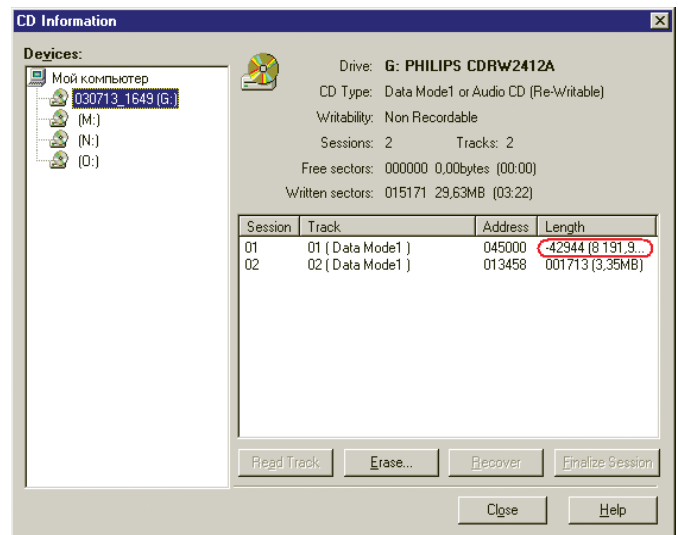 CD Information
Devices:
Мой компьютер
030713_1649 (G:)
(M:)
(N:)
(O:)
Drive: G: PHILIPS CDRW2412A
CD Type: Data Mode1 or Audio CD (Re-Writable)
Writability: Non Recordable
Sessions: 2 Tracks: 2
Free sectors: 000000 0,00bytes (00:00)
Written sectors: 015171 29,63MB (03:22)
Session Track Address Length
01 01 ( Data Mode1 ) 045000 -42944 (8 191,9...)
02 02 ( Data Mode1 ) 013458 001713 (3,35MB)
Read Track Erase... Recover Finalize Session
Close Help